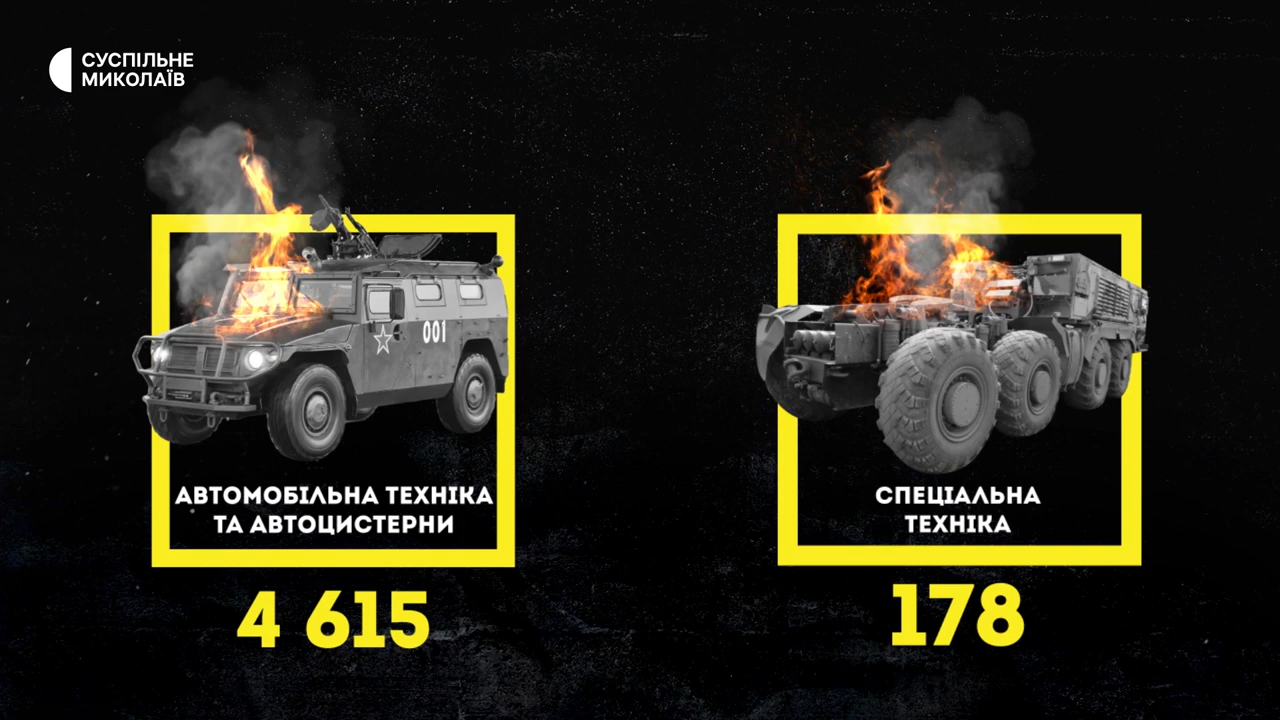 СУСПІЛЬНЕ
МИКОЛАЇВ
001
АВТОМОБІЛЬНА ТЕХНІКА
ТА АВТОЦИСТЕРНИ
4 615
СПЕЦІАЛЬНА
ТЕХНІКА
178